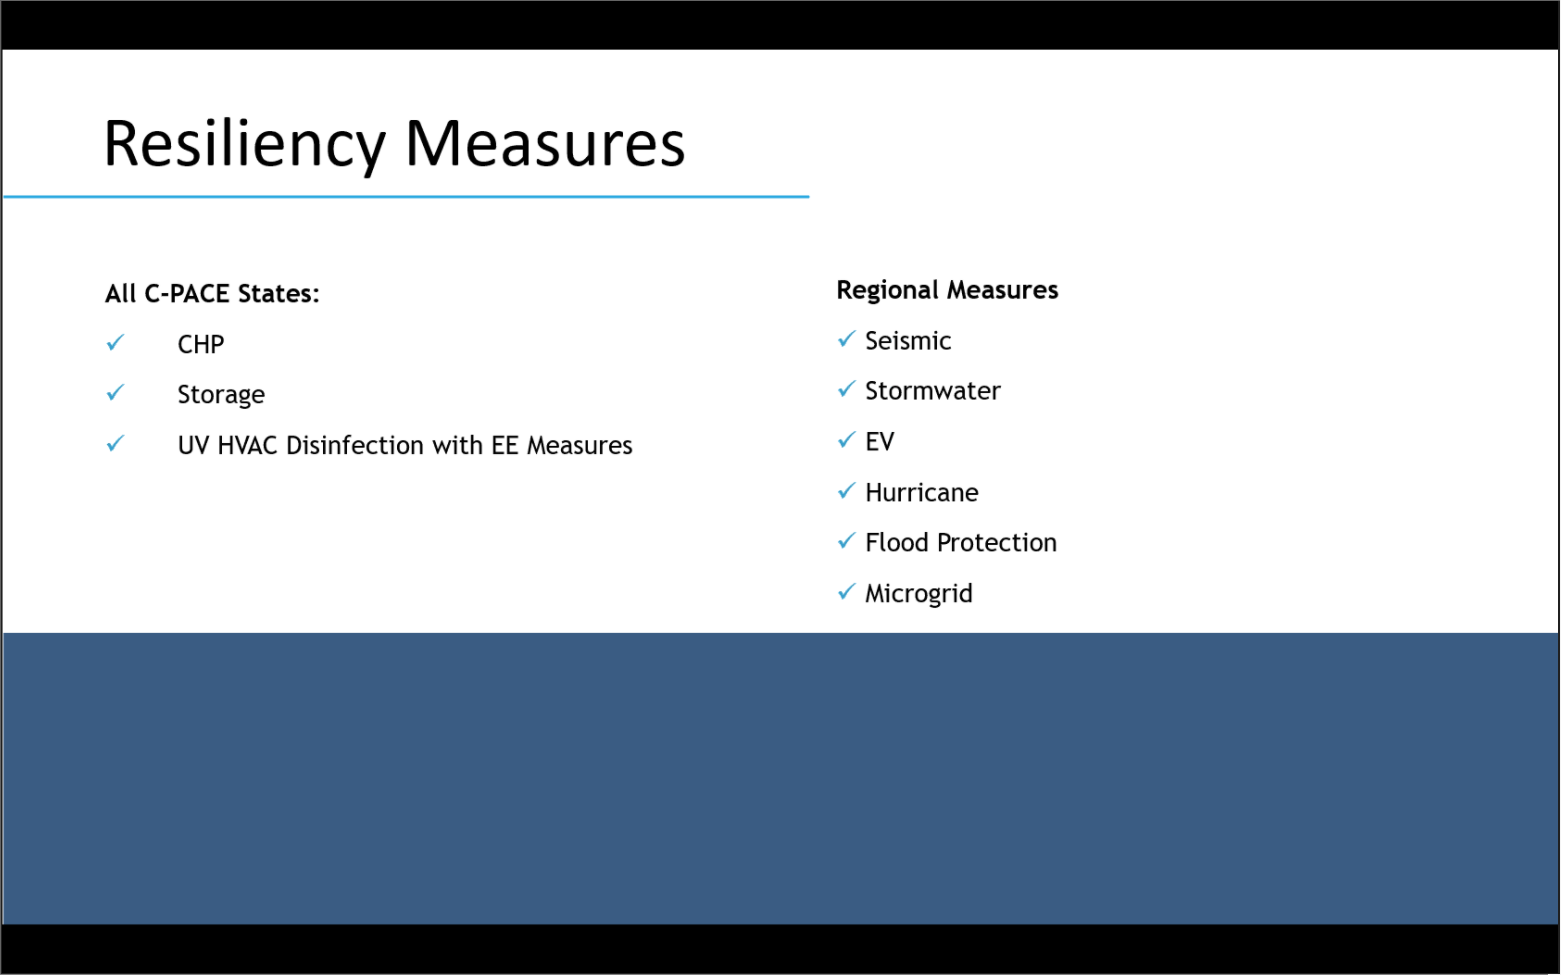 Resiliency Measures
All C-PACE States:
✓ CHP
✓ Storage
✓ UV HVAC Disinfection with EE Measures
Regional Measures
✓ Seismic
✓ Stormwater
✓ EV
✓ Hurricane
✓ Flood Protection
✓ Microgrid